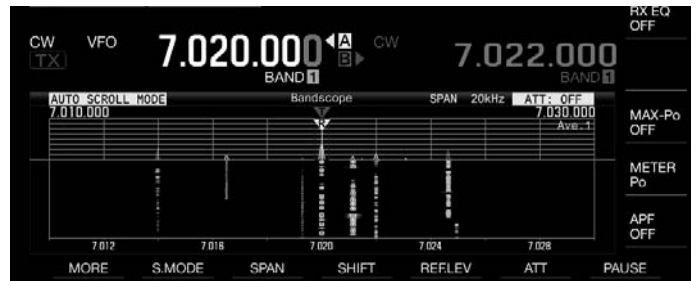 RX EQ
OFF
CW VFO 7.020.000 A CW 7.022.000
TX B
BAND 1 BAND 1
AUTO SCROLL MODE Bandscope SPAN 20kHz ATT: OFF
7.010.000 T 7.030.000
R Ave.1
MAX-Po
OFF
METER
Po
APF
OFF
7.012 7.016 7.020 7.024 7.028
MORE S.MODE SPAN SHIFT REF.LEV ATT PAUSE